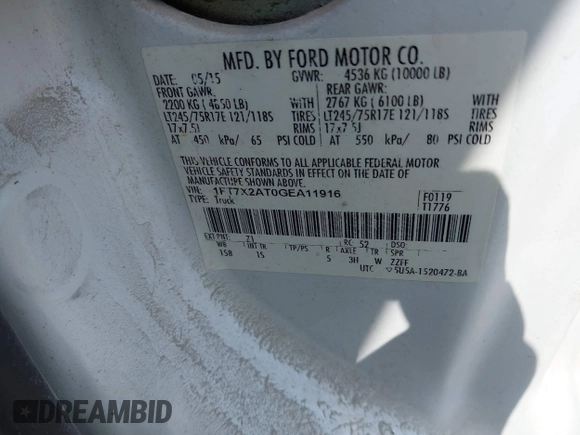 MFD. BY FORD MOTOR CO.
DATE: 05/15 GVWR: 4536 KG (10000 LB)
FRONT GAWR: REAR GAWR:
2200 KG (4850 LB) WITH 2767 KG (6100 LB) WITH
LT245/75R17E 121/118S TIRES LT245/75R17E 121/118S TIRES
17x7.5J RIMS 17x7.5J RIMS
AT 450 kPa/ 65 PSI COLD AT 550 kPa/ 80 PSI COLD
THIS VEHICLE CONFORMS TO ALL APPLICABLE FEDERAL MOTOR
VEHICLE SAFETY STANDARDS IN EFFECT ON THE DATE OF
MANUFACTURE SHOWN ABOVE.
VIN: 1FT7X2AT0GEA11916 F0119
TYPE: Truck T1776
EXT PNT: Z1 RC: 52 DSO:
WB INT TR TP/PS R AXLE TR SPR
158 1S 5 3H W ZZFF
UTC 5U5A-1520472-BA
DREAMBID